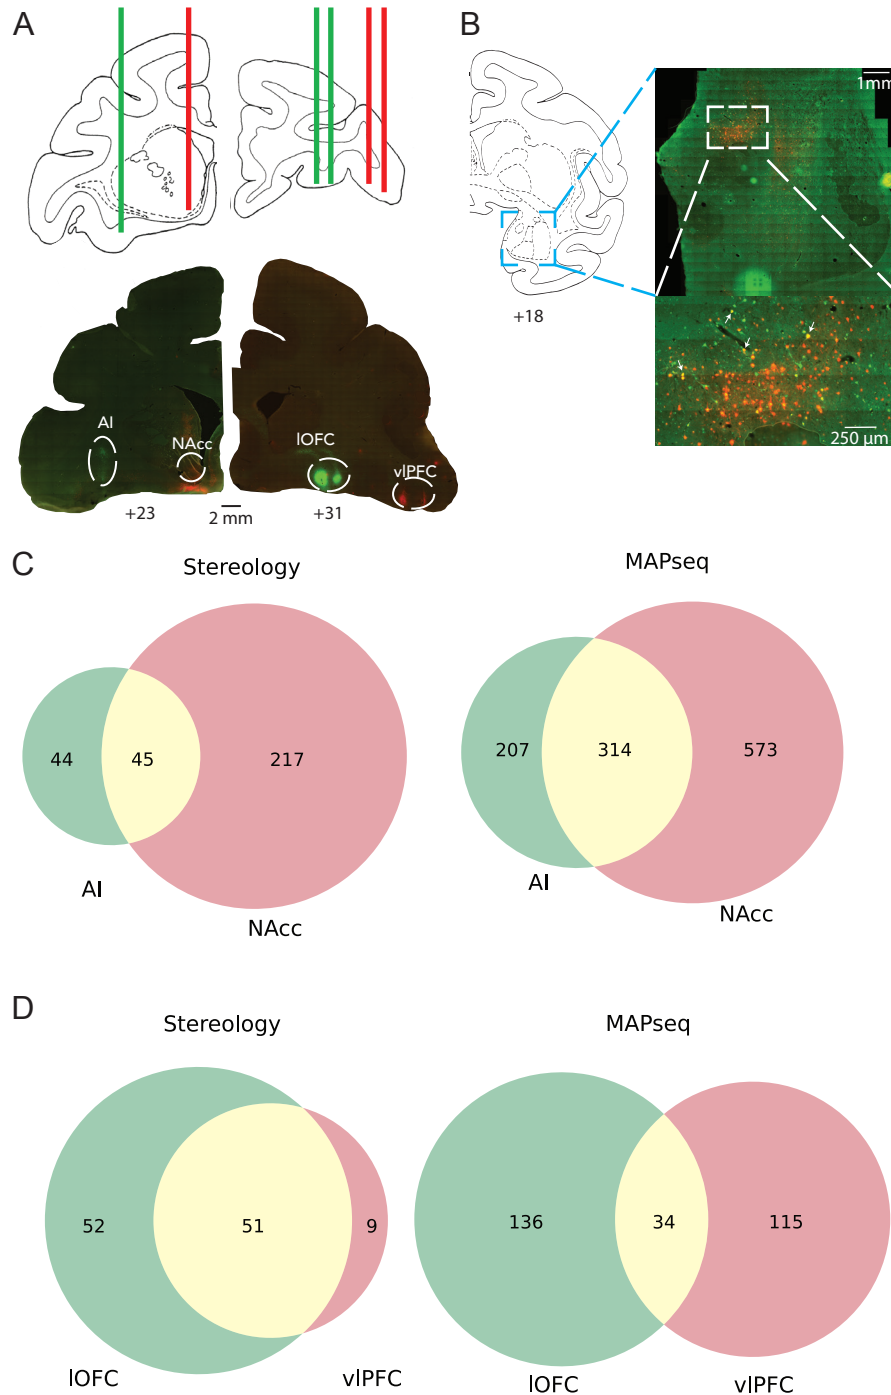 A
B
1mm
+18
250 µm
AI
NAcc
lOFC
vlPFC
+23
2 mm
+31
C
Stereology
MAPseq
44
45
217
207
314
573
AI
NAcc
AI
NAcc
D
Stereology
MAPseq
52
51
9
136
34
115
lOFC
vlPFC
lOFC
vlPFC